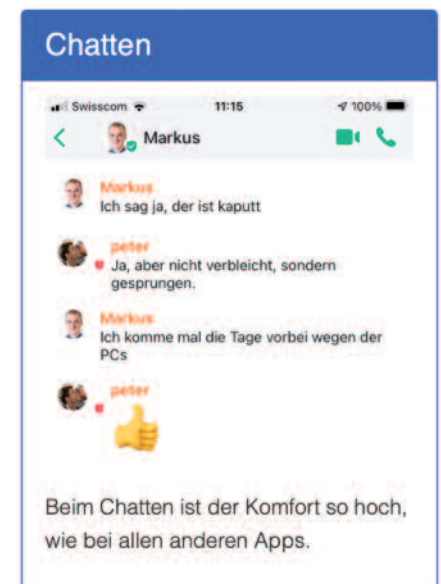 Chatten
Swisscom 11:15 100%
Markus
Markus
Ich sag ja, der ist kaputt
peter
Ja, aber nicht verbleicht, sondern
gesprungen.
Markus
Ich komme mal die Tage vorbei wegen der
PCs
peter
Beim Chatten ist der Komfort so hoch,
wie bei allen anderen Apps.